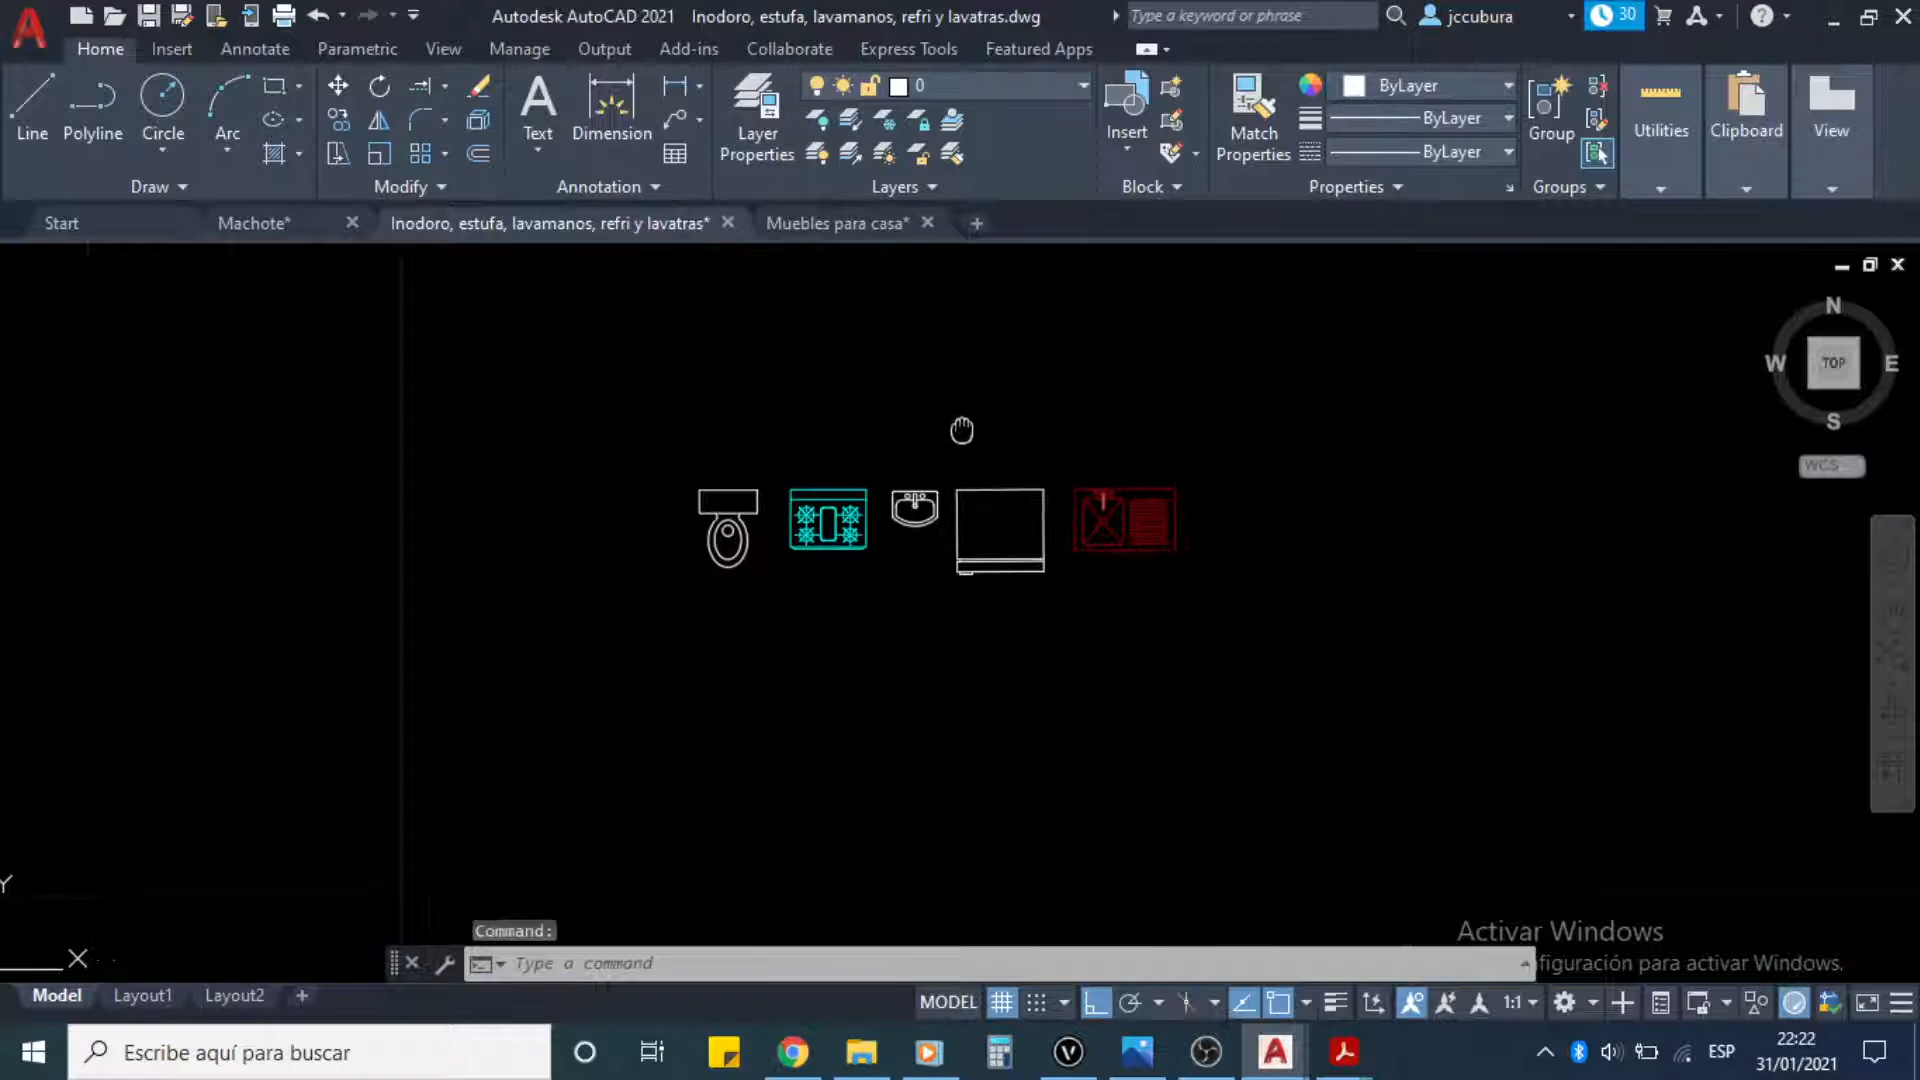 Autodesk AutoCAD 2021 Inodoro, estufa, lavamanos, refri y lavatras.dwg
Type a keyword or phrase
jccubura
30
Home Insert Annotate Parametric View Manage Output Add-ins Collaborate Express Tools Featured Apps
Line Polyline Circle Arc
Text Dimension
Layer Properties
0
Insert
Match Properties
ByLayer
ByLayer
ByLayer
Group
Utilities Clipboard View
Draw Modify Annotation Layers Block Properties Groups
Start Machote* Inodoro, estufa, lavamanos, refri y lavatras* Muebles para casa*
N
W TOP E
S
WCS
Y
X
Command:
Type a command
Activar Windows
figuración para activar Windows.
Model Layout1 Layout2
MODEL
1:1
Escribe aquí para buscar
ESP
22:22
31/01/2021